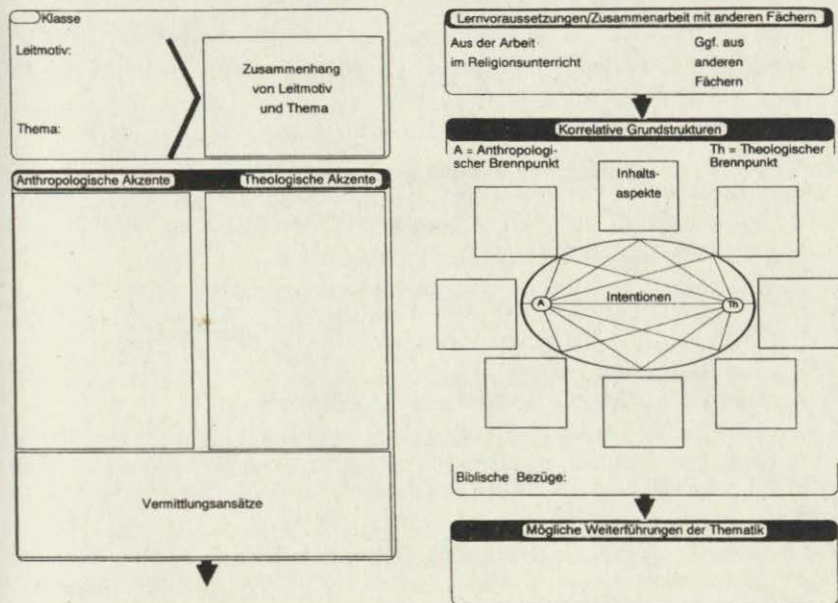 Klasse
Leitmotiv:
Thema:
Zusammenhang
von Leitmotiv
und Thema
Anthropologische Akzente
Theologische Akzente
Vermittlungsansätze
Lernvoraussetzungen/Zusammenarbeit mit anderen Fächern
Aus der Arbeit
im Religionsunterricht
Ggf. aus
anderen
Fächern
Korrelative Grundstrukturen
A = Anthropologi-
scher Brennpunkt
Th = Theologischer
Brennpunkt
Inhalts-
aspekte
A
Intentionen
Th
Biblische Bezüge:
Mögliche Weiterführungen der Thematik